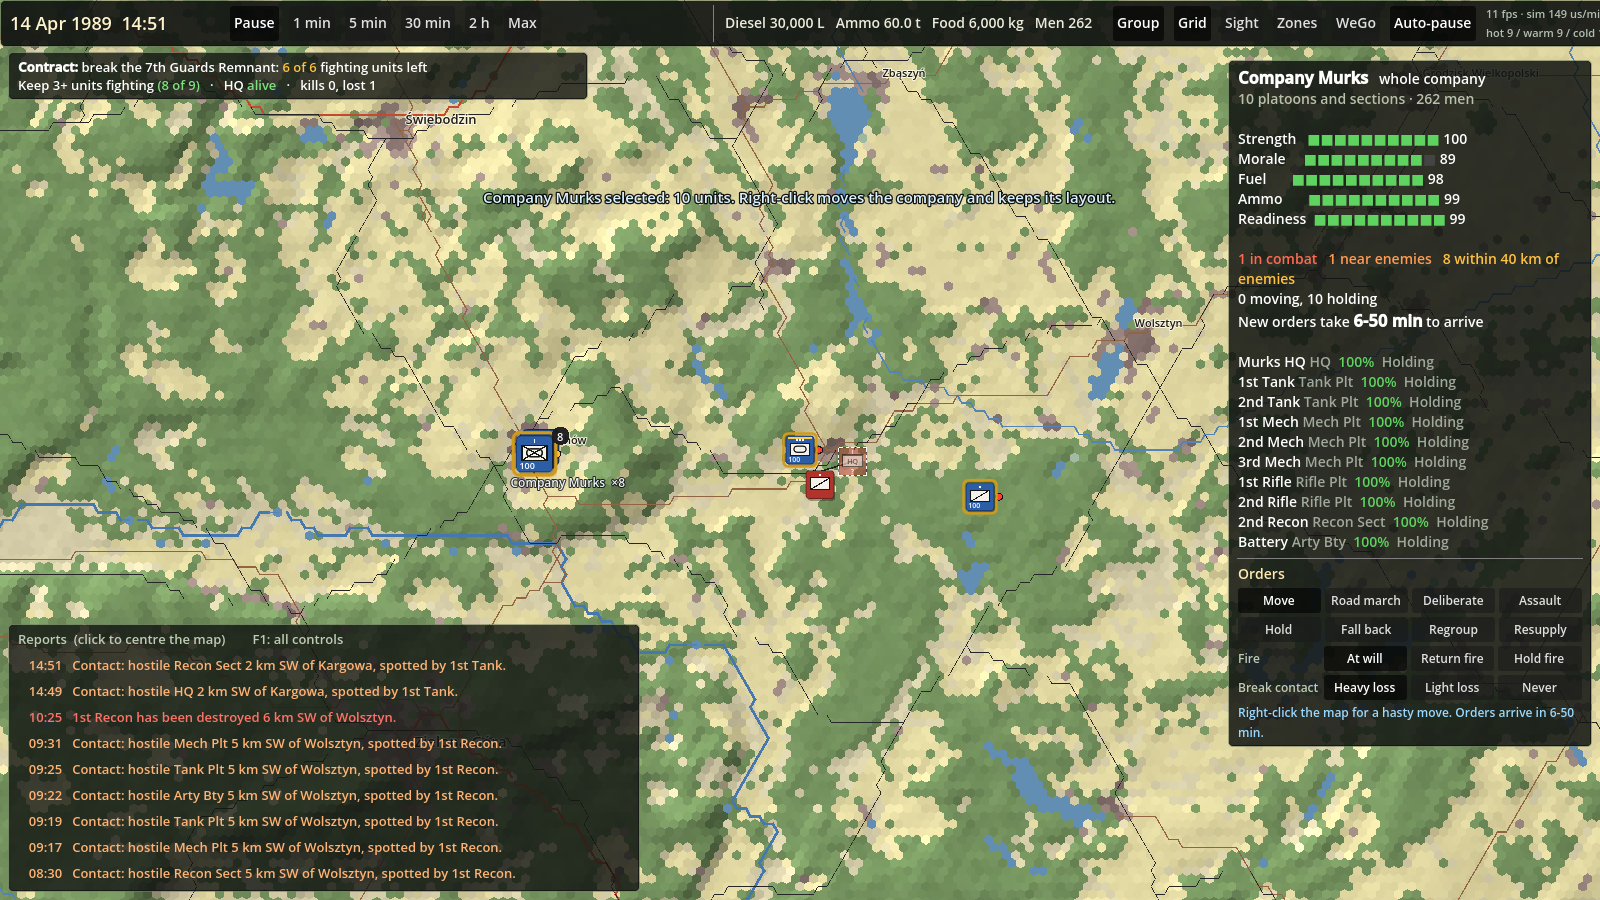 14 Apr 1989 14:51 Pause 1 min 5 min 30 min 2 h Max Diesel 30,000 L Ammo 60.0 t Food 6,000 kg Men 262 Group Grid Sight Zones WeGo Auto-pause 11 fps · sim 149 us/mi
hot 9 / warm 9 / cold
Contract: break the 7th Guards Remnant: 6 of 6 fighting units left
Keep 3+ units fighting (8 of 9) · HQ alive · kills 0, lost 1
Zbąszyń
Świebodzin
Company Murks selected: 10 units. Right-click moves the company and keeps its layout.
Wolsztyn
8
now
100
Company Murks ×8
100
HQ
100
Company Murks whole company
Grodzisk Wielkopolski
10 platoons and sections · 262 men
Strength 100
Morale 89
Fuel 98
Ammo 99
Readiness 99
1 in combat 1 near enemies 8 within 40 km of
enemies
0 moving, 10 holding
New orders take 6-50 min to arrive
Murks HQ HQ 100% Holding
1st Tank Tank Plt 100% Holding
2nd Tank Tank Plt 100% Holding
1st Mech Mech Plt 100% Holding
2nd Mech Mech Plt 100% Holding
3rd Mech Mech Plt 100% Holding
1st Rifle Rifle Plt 100% Holding
2nd Rifle Rifle Plt 100% Holding
2nd Recon Recon Sect 100% Holding
Battery Arty Bty 100% Holding
Orders
Move Road march Deliberate Assault
Hold Fall back Regroup Resupply
Fire At will Return fire Hold fire
Break contact Heavy loss Light loss Never
Right-click the map for a hasty move. Orders arrive in 6-50
min.
Reports (click to centre the map) F1: all controls
14:51 Contact: hostile Recon Sect 2 km SW of Kargowa, spotted by 1st Tank.
14:49 Contact: hostile HQ 2 km SW of Kargowa, spotted by 1st Tank.
10:25 1st Recon has been destroyed 6 km SW of Wolsztyn.
09:31 Contact: hostile Mech Plt 5 km SW of Wolsztyn, spotted by 1st Recon.
09:25 Contact: hostile Tank Plt 5 km SW of Wolsztyn, spotted by 1st Recon.
09:22 Contact: hostile Arty Bty 5 km SW of Wolsztyn, spotted by 1st Recon.
09:19 Contact: hostile Tank Plt 5 km SW of Wolsztyn, spotted by 1st Recon.
09:17 Contact: hostile Mech Plt 5 km SW of Wolsztyn, spotted by 1st Recon.
08:30 Contact: hostile Recon Sect 5 km SW of Wolsztyn, spotted by 1st Recon.